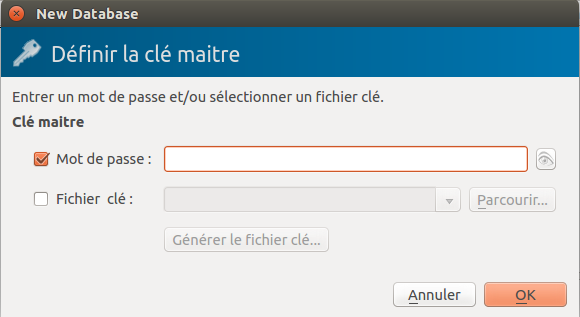 New Database
Définir la clé maitre
Entrer un mot de passe et/ou sélectionner un fichier clé.
Clé maitre
Mot de passe :
Fichier clé :
Parcourir...
Générer le fichier clé...
Annuler
OK